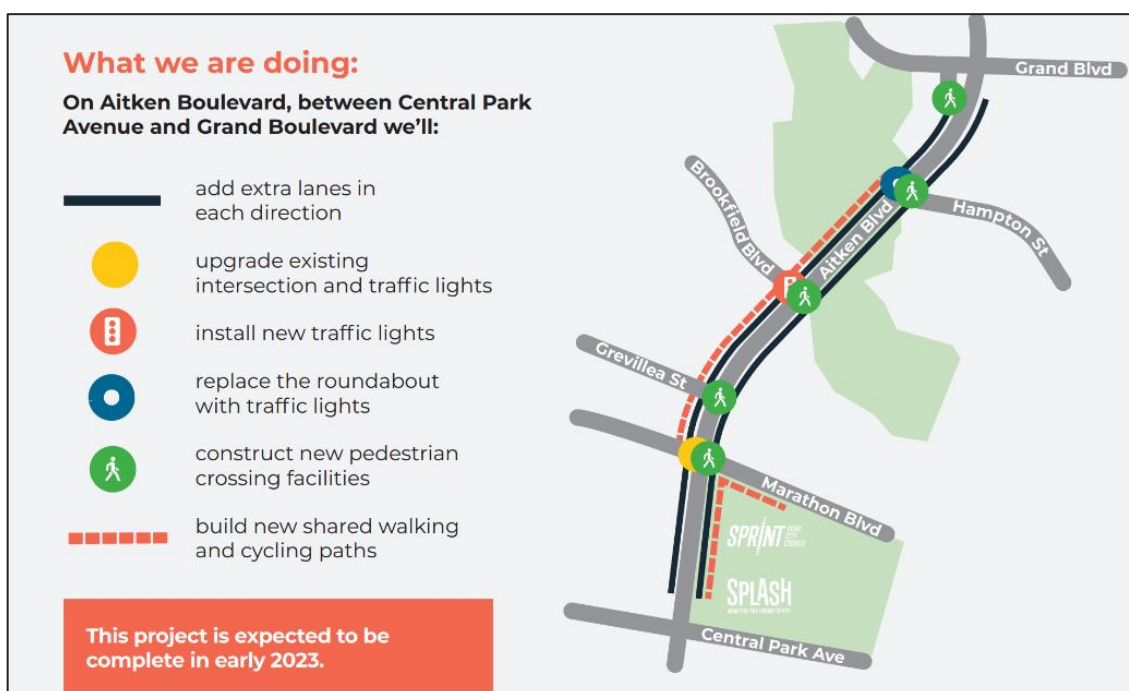 What we are doing:
On Aitken Boulevard, between Central Park
Avenue and Grand Boulevard we'll:
add extra lanes in
each direction
upgrade existing
intersection and traffic lights
install new traffic lights
replace the roundabout
with traffic lights
construct new pedestrian
crossing facilities
build new shared walking
and cycling paths
This project is expected to be
complete in early 2023.
Grand Blvd
Brookfield Blvd
Hampton St
Aitken Blvd
Grevillea St
Marathon Blvd
SPRINT
SPLASH
Central Park Ave